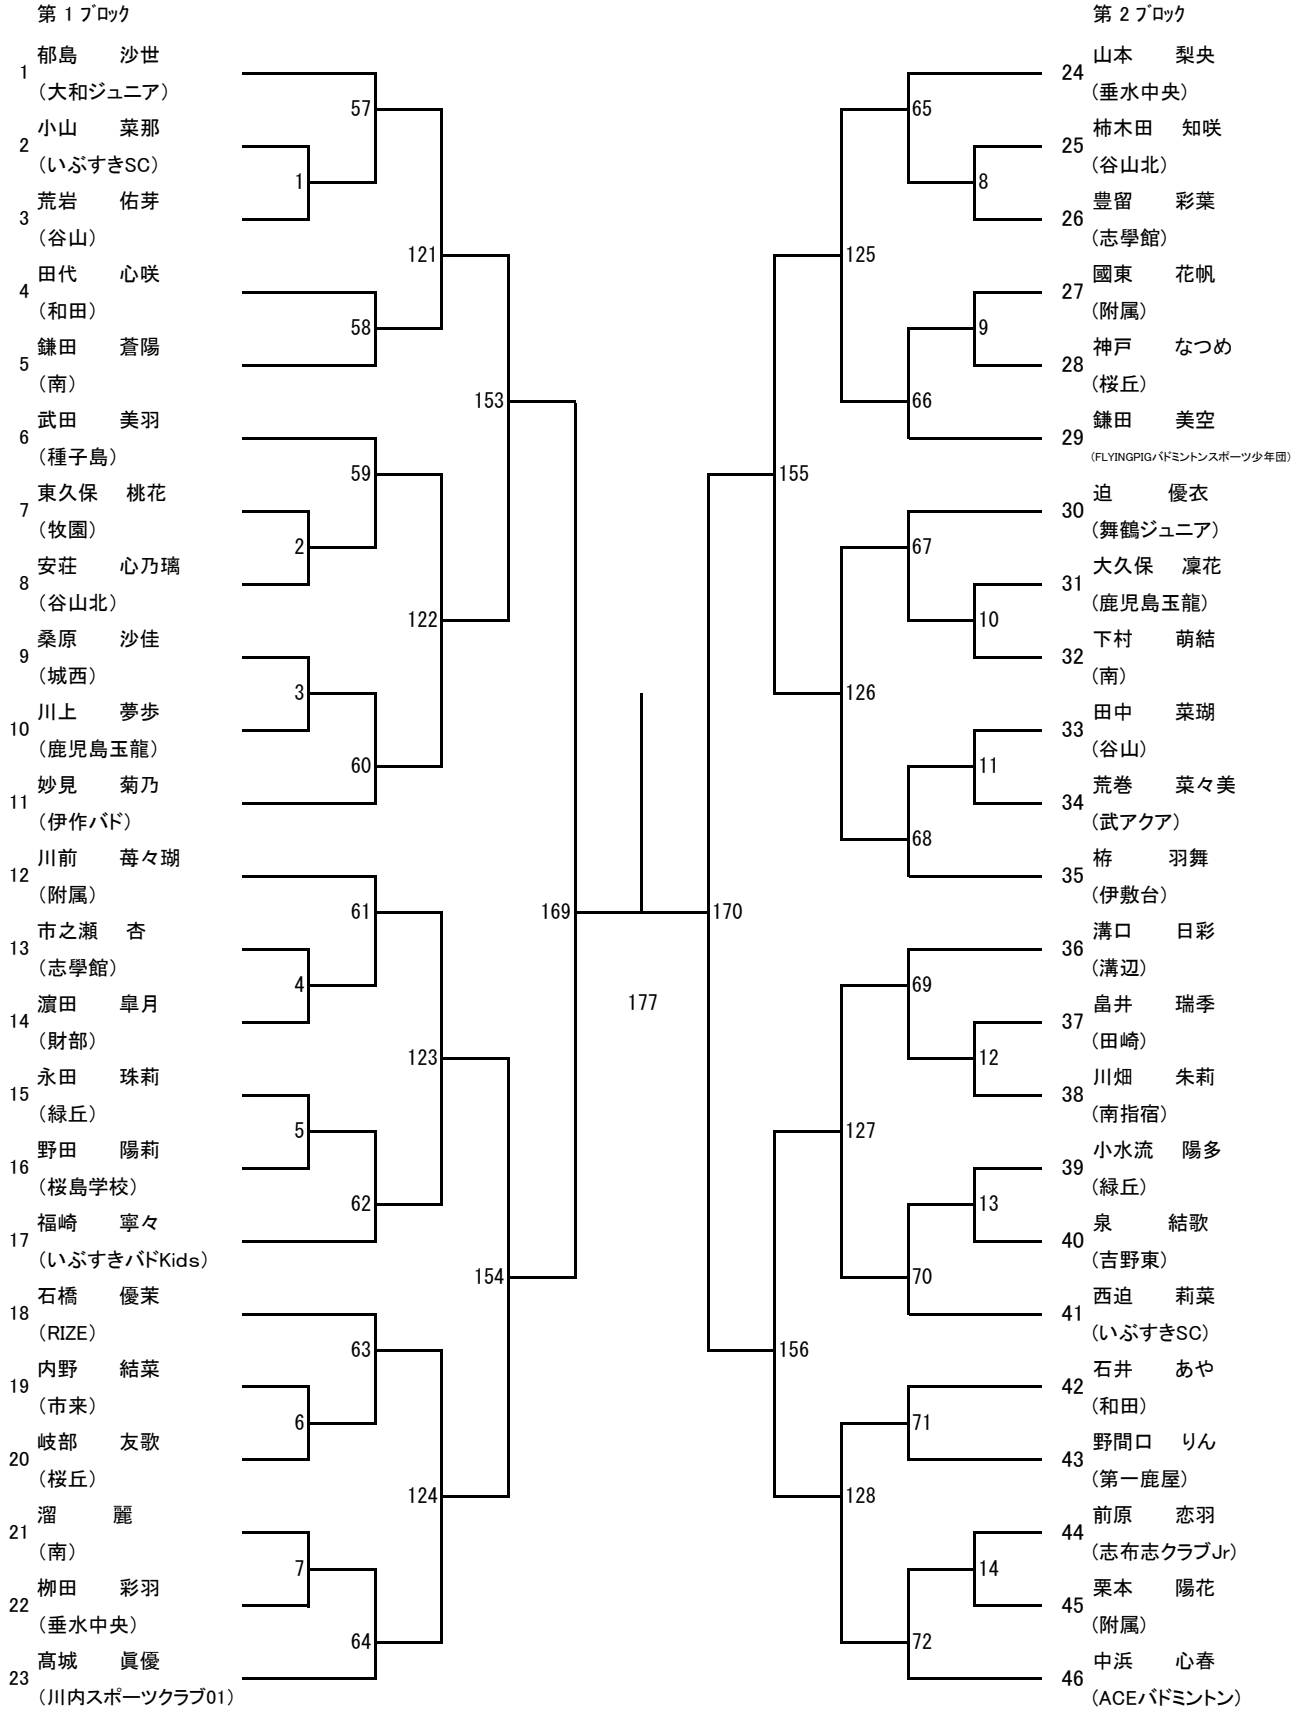 第１ブロック
1 郁島 沙世
（大和ジュニア）
2 小山 菜那
（いぶすきSC）
3 荒岩 佑芽
（谷山）
4 田代 心咲
（和田）
5 鎌田 蒼陽
（南）
6 武田 美羽
（種子島）
7 東久保 桃花
（牧園）
8 安荘 心乃璃
（谷山北）
9 桑原 沙佳
（城西）
10 川上 夢歩
（鹿児島玉龍）
11 妙見 菊乃
（伊作バド）
12 川前 苺々瑚
（附属）
13 市之瀬 杏
（志學館）
14 濵田 皐月
（財部）
15 永田 珠莉
（緑丘）
16 野田 陽莉
（桜島学校）
17 福崎 寧々
（いぶすきバドKids）
18 石橋 優茉
（RIZE）
19 内野 結菜
（市来）
20 岐部 友歌
（桜丘）
21 溜 麗
（南）
22 栁田 彩羽
（垂水中央）
23 髙城 眞優
（川内スポーツクラブ01）
57
1
121
58
153
59
2
122
3
60
169
61
4
123
5
62
154
63
6
124
7
64
177
第２ブロック
24 山本 梨央
（垂水中央）
25 柿木田 知咲
（谷山北）
26 豊留 彩葉
（志學館）
27 國東 花帆
（附属）
28 神戸 なつめ
（桜丘）
29 鎌田 美空
（FLYINGPIGバドミントンスポーツ少年団）
30 迫 優衣
（舞鶴ジュニア）
31 大久保 凜花
（鹿児島玉龍）
32 下村 萌結
（南）
33 田中 菜瑚
（谷山）
34 荒巻 菜々美
（武アクア）
35 栫 羽舞
（伊敷台）
36 溝口 日彩
（溝辺）
37 畠井 瑞季
（田崎）
38 川畑 朱莉
（南指宿）
39 小水流 陽多
（緑丘）
40 泉 結歌
（吉野東）
41 西迫 莉菜
（いぶすきSC）
42 石井 あや
（和田）
43 野間口 りん
（第一鹿屋）
44 前原 恋羽
（志布志クラブJr）
45 栗本 陽花
（附属）
46 中浜 心春
（ACEバドミントン）
65
8
125
9
66
155
67
10
126
11
68
170
69
12
127
13
70
156
71
128
14
72